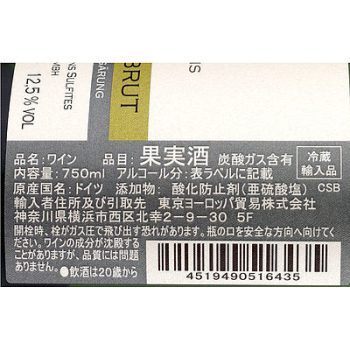 NS SULFITES
MBH
12,5 % VOL
GÄRUNG
BRUT
IS
品名:ワイン 品目:果実酒 炭酸ガス含有
冷蔵
輸入品
内容量:750ml アルコール分:表ラベルに記載
原産国名:ドイツ 添加物: 酸化防止剤(亜硫酸塩) CSB
輸入者住所及び引取先 東京ヨーロッパ貿易株式会社
神奈川県横浜市西区北幸2−9−30 5F
開栓時、栓がガス圧で飛び出す恐れがあります。瓶の口を安全な方向へ向けてく
ださい。ワインの成分が沈殿する
ことがありますが、品質には問題
ありません。●飲酒は20歳から
4519490516435